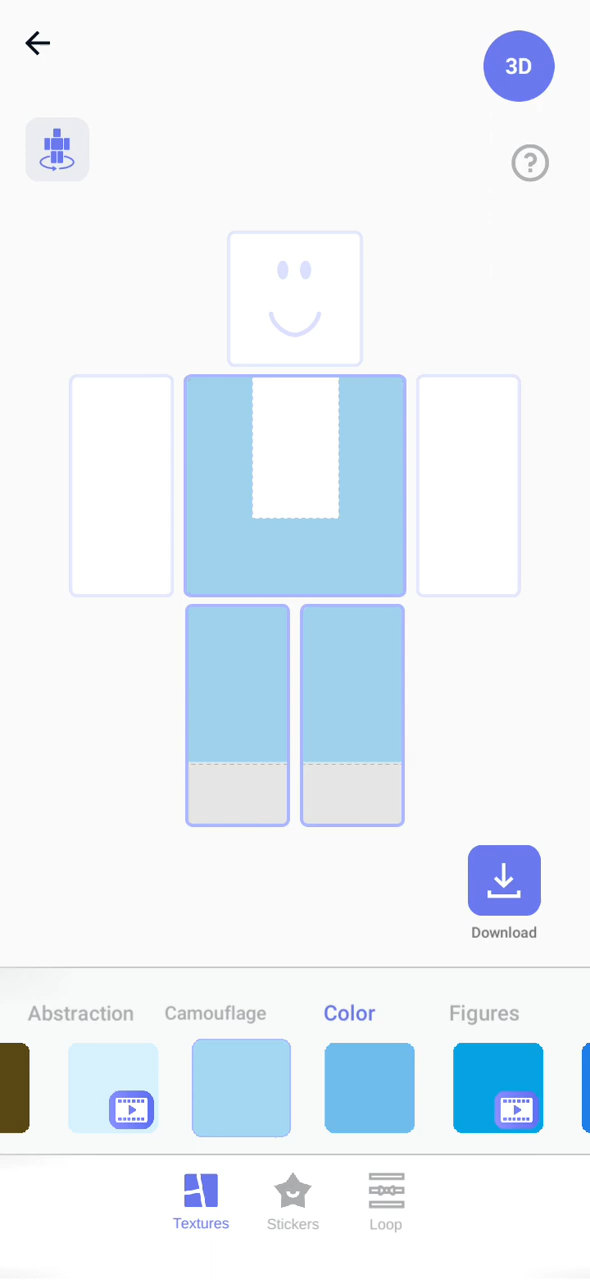 3D
?
Download
Abstraction Camouflage Color Figures
Textures Stickers Loop